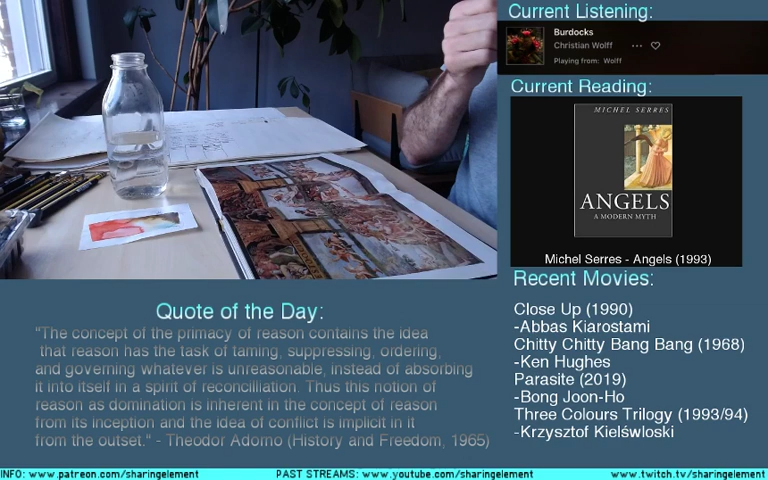 Current Listening:
Burdocks
Christian Wolff
Playing from: Wolff
Current Reading:
MICHEL SERRES
ANGELS
A MODERN MYTH
Michel Serres - Angels (1993)
Recent Movies:
Close Up (1990)
-Abbas Kiarostami
Chitty Chitty Bang Bang (1968)
-Ken Hughes
Parasite (2019)
-Bong Joon-Ho
Three Colours Trilogy (1993/94)
-Krzysztof Kielśwloski
Quote of the Day:
"The concept of the primacy of reason contains the idea
that reason has the task of taming, suppressing, ordering,
and governing whatever is unreasonable, instead of absorbing
it into itself in a spirit of reconcilliation. Thus this notion of
reason as domination is inherent in the concept of reason
from its inception and the idea of conflict is implicit in it
from the outset." - Theodor Adorno (History and Freedom, 1965)
INFO: www.patreon.com/sharingelement
PAST STREAMS: www.youtube.com/sharingelement
www.twitch.tv/sharingelement